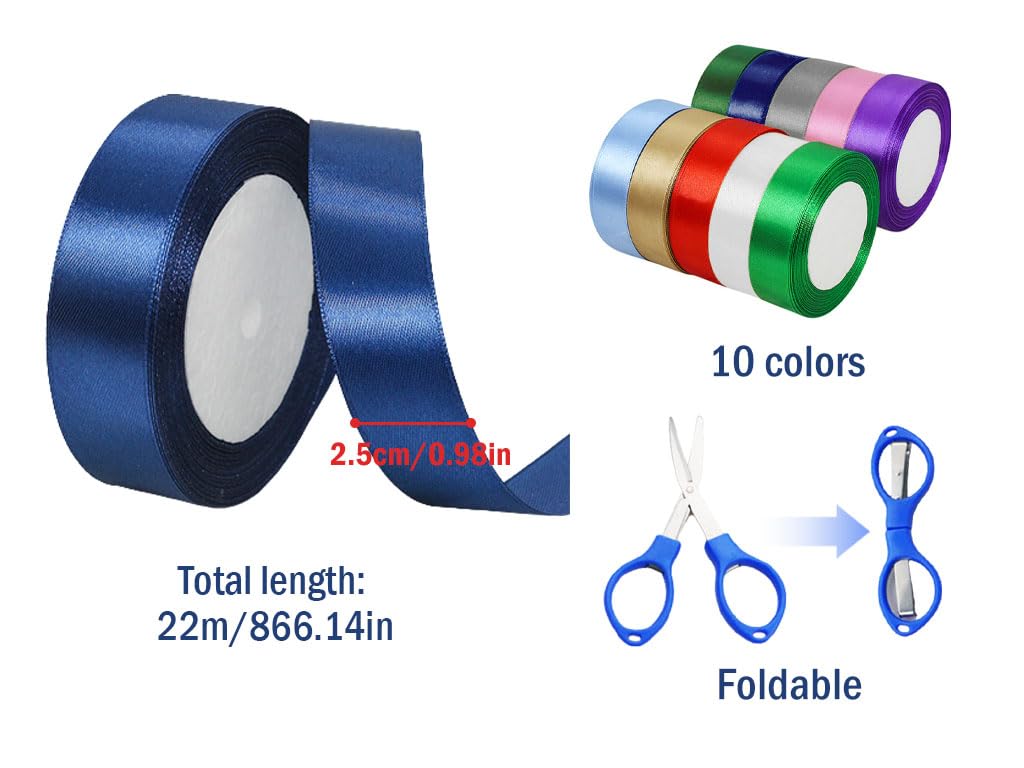 2.5cm/0.98in
Total length:
22m/866.14in
10 colors
Foldable